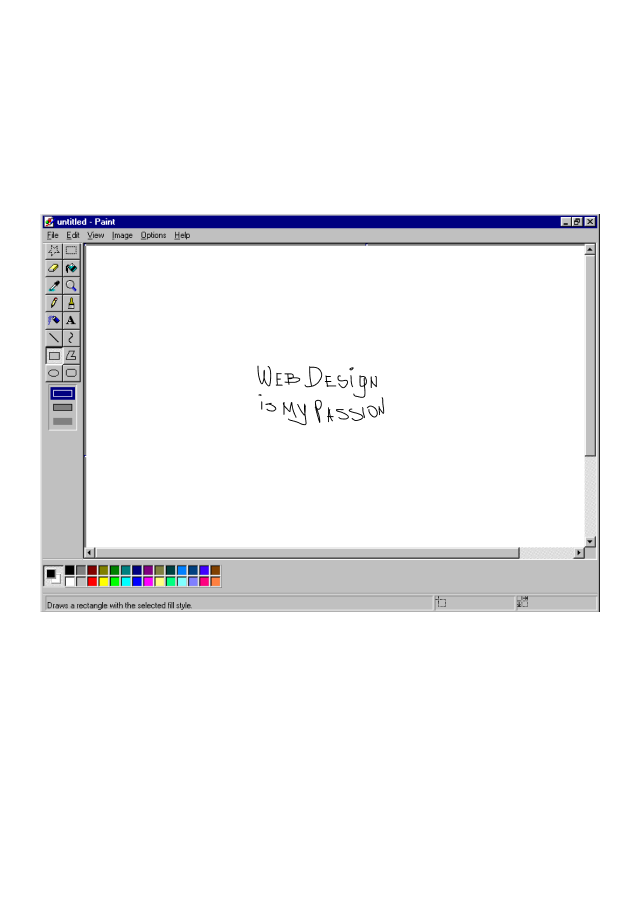 untitled - Paint
File Edit View Image Options Help
A
WEB DESign
is MY PASSION
Draws a rectangle with the selected fill style.